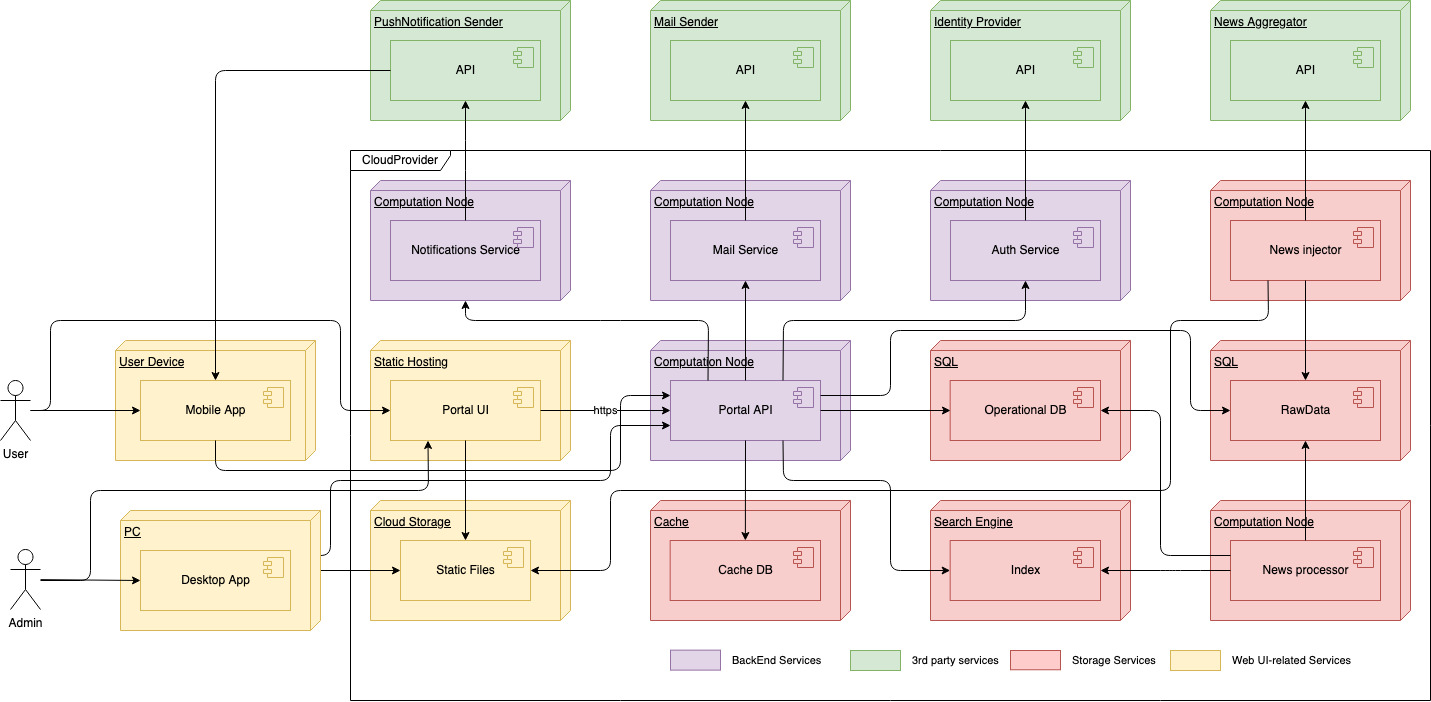 PushNotification Sender
API
Mail Sender
API
Identity Provider
API
News Aggregator
API
CloudProvider
Computation Node
Notifications Service
Computation Node
Mail Service
Computation Node
Auth Service
Computation Node
News injector
User
User Device
Mobile App
Static Hosting
Portal UI
https
Computation Node
Portal API
SQL
Operational DB
SQL
RawData
Admin
PC
Desktop App
Cloud Storage
Static Files
Cache
Cache DB
Search Engine
Index
Computation Node
News processor
BackEnd Services
3rd party services
Storage Services
Web UI-related Services